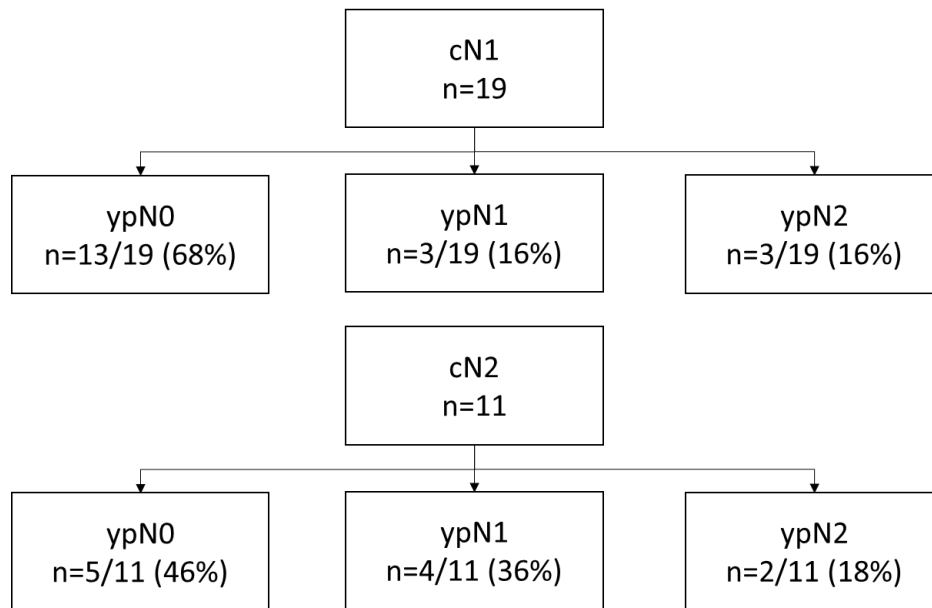 cN1
n=19
ypN0
n=13/19 (68%)
ypN1
n=3/19 (16%)
ypN2
n=3/19 (16%)
cN2
n=11
ypN0
n=5/11 (46%)
ypN1
n=4/11 (36%)
ypN2
n=2/11 (18%)